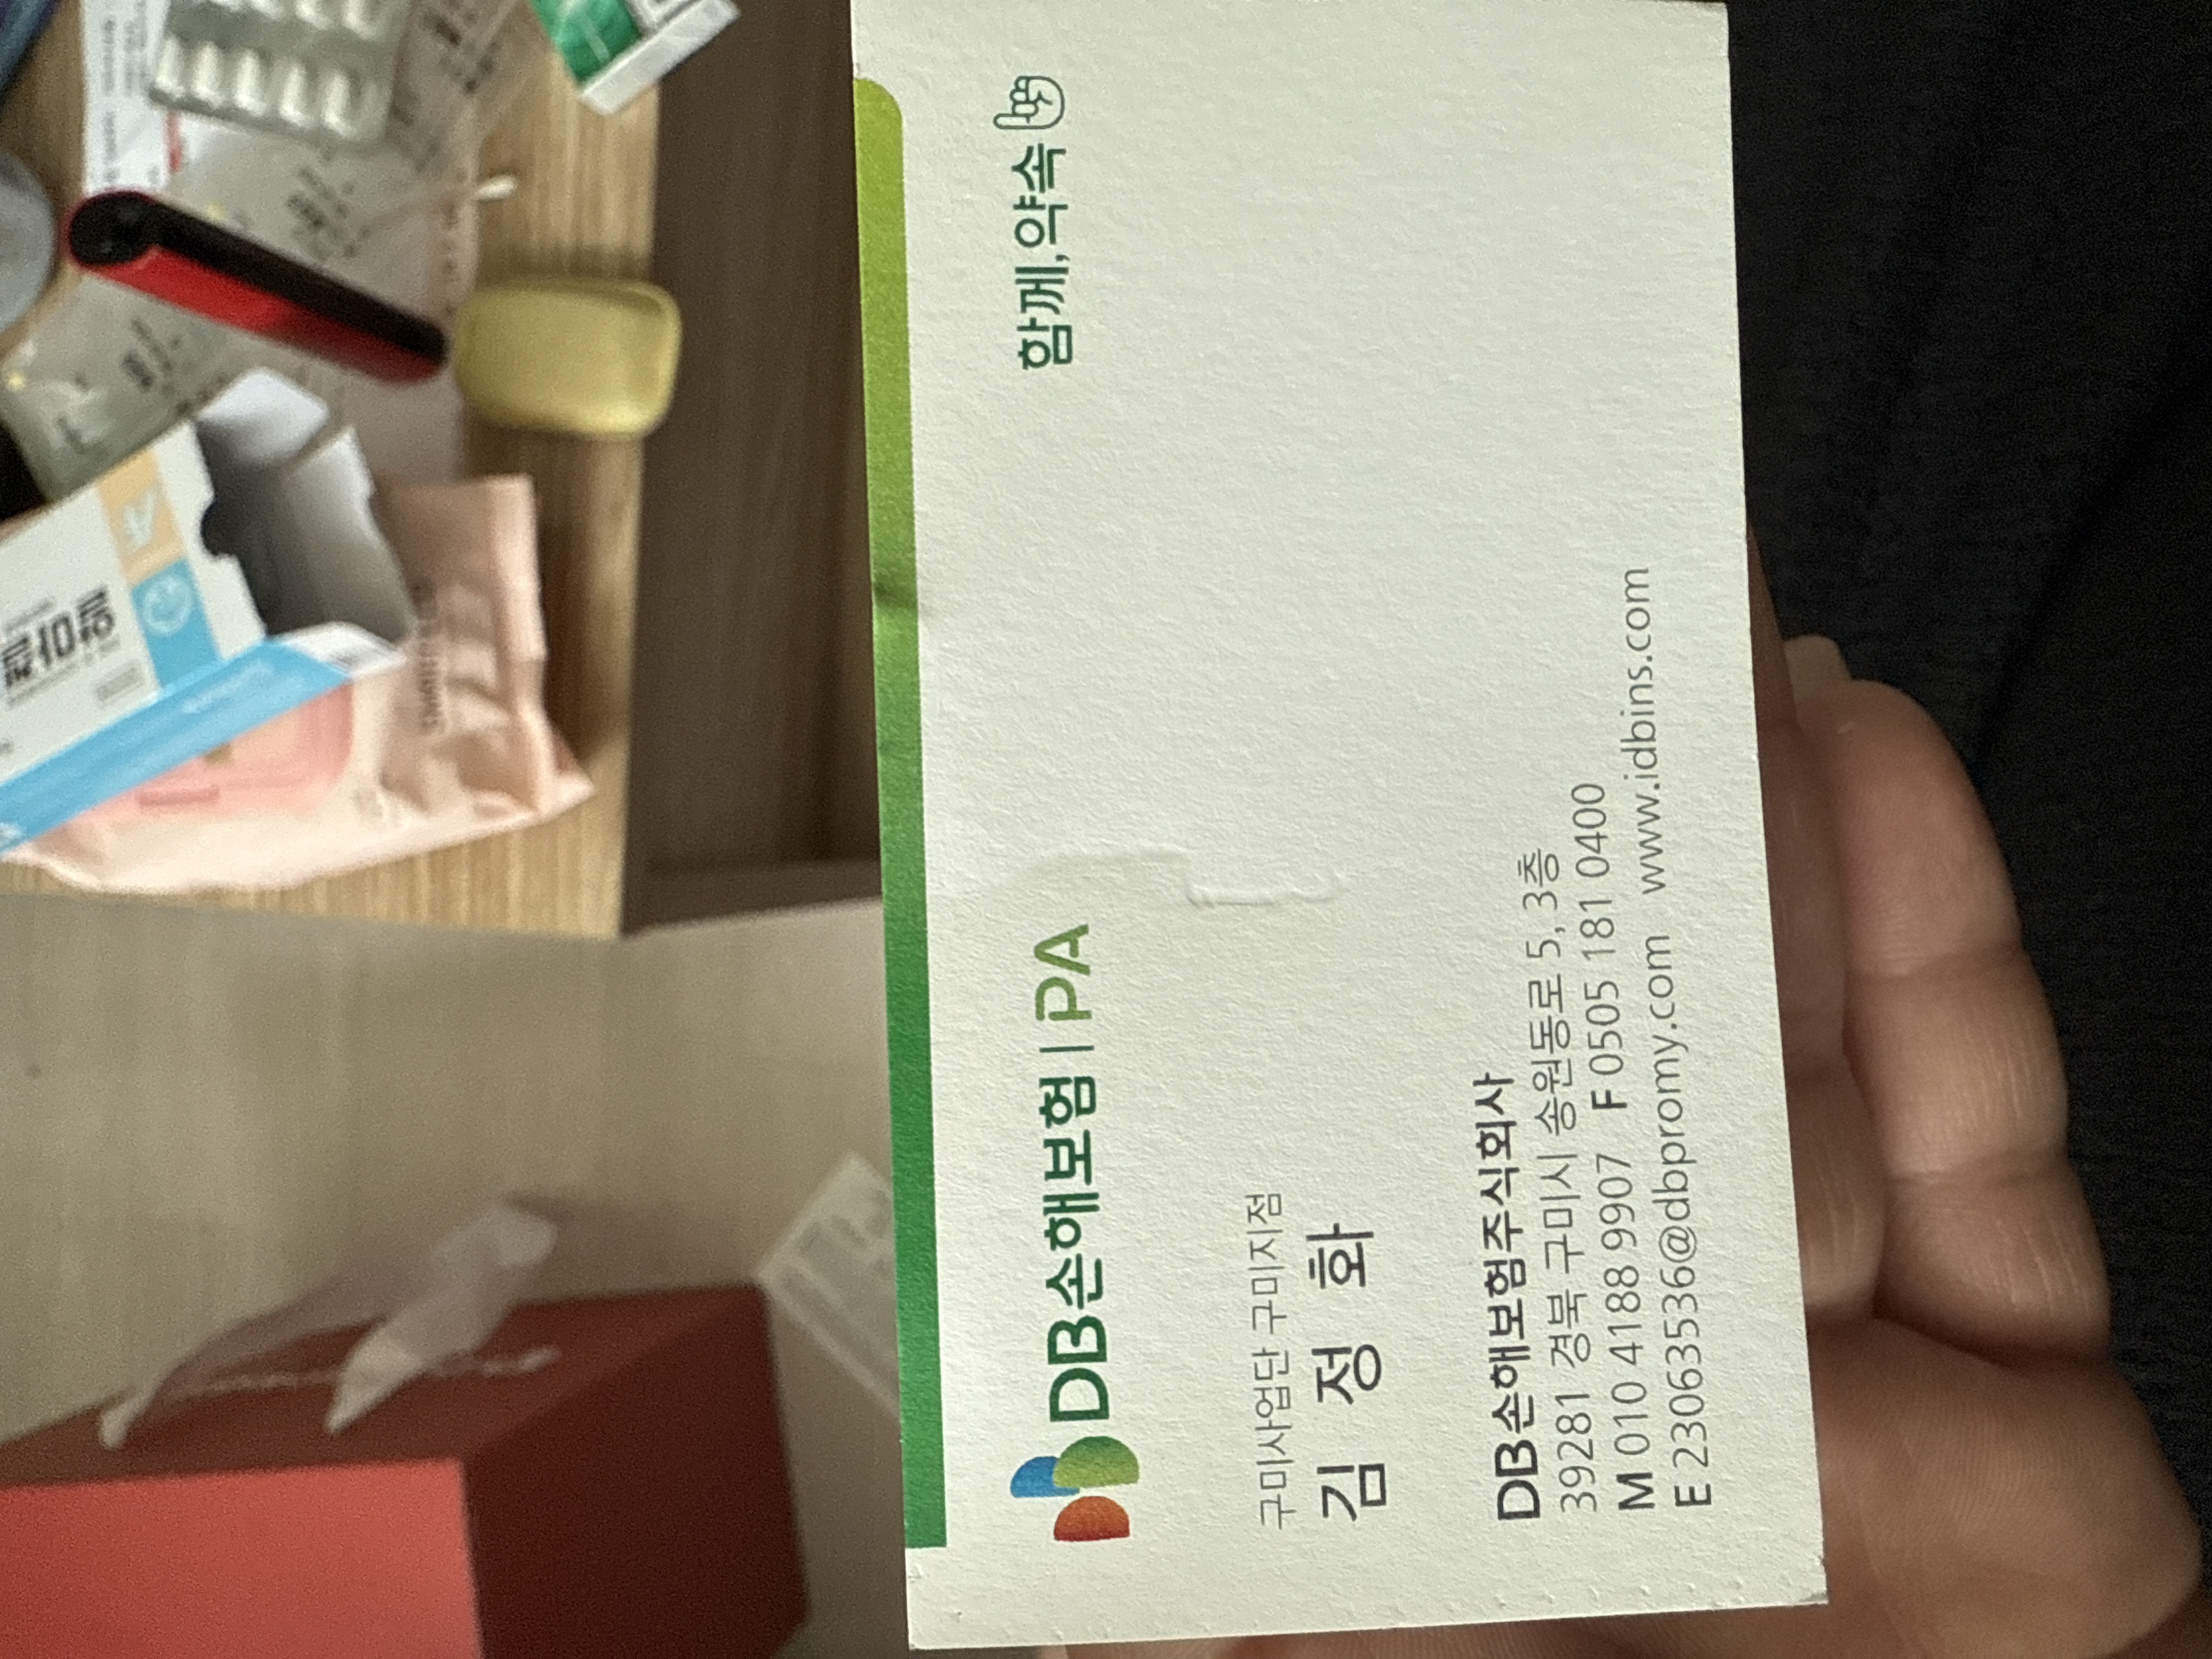 DB손해보험 | PA
함께,약속
구미사업단 구미지점
김 정 화
DB손해보험주식회사
39281 경북 구미시 송원동로 5, 3층
M 010 4188 9907 F 0505 181 0400
E 23063536@dbpromy.com www.idbins.com